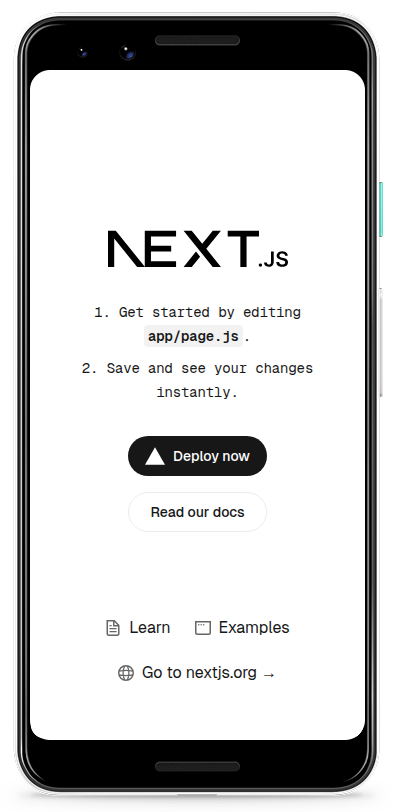 NEXT.JS
1. Get started by editing
app/page.js.
2. Save and see your changes
instantly.
Deploy now
Read our docs
Learn
Examples
Go to nextjs.org →